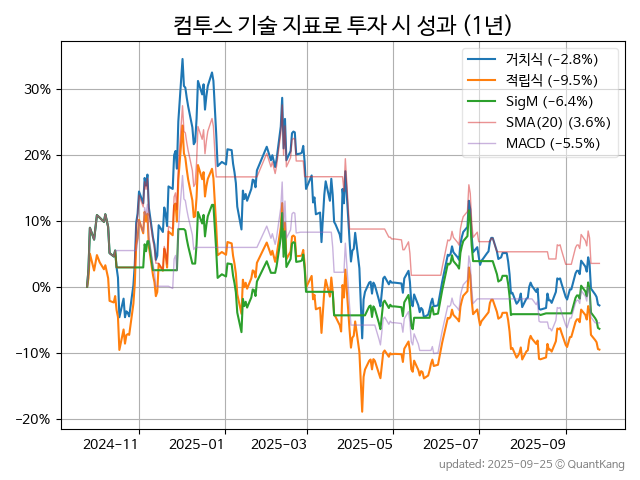 컴투스 기술 지표로 투자 시 성과 (1년)
거치식 (−2.8%)
적립식 (−9.5%)
SigM (−6.4%)
SMA(20) (3.6%)
MACD (−5.5%)
30%
20%
10%
0%
−10%
−20%
2024-11
2025-01
2025-03
2025-05
2025-07
2025-09
updated: 2025-09-25 © QuantKang